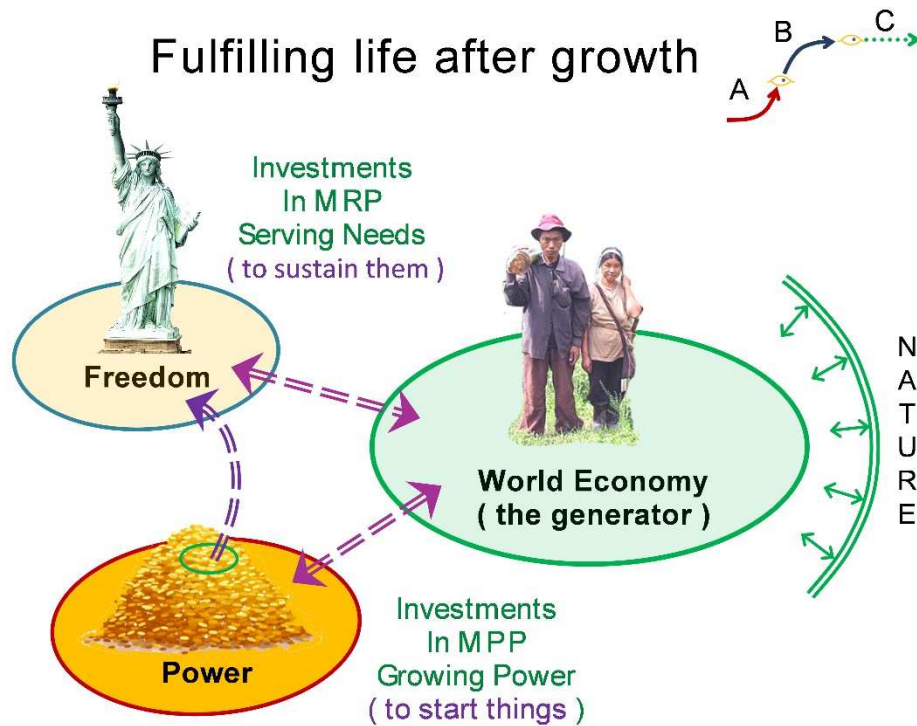 Fulfilling life after growth
A
B
C
Investments
In MRP
Serving Needs
( to sustain them )
Freedom
World Economy
( the generator )
NATURE
Power
Investments
In MPP
Growing Power
( to start things )